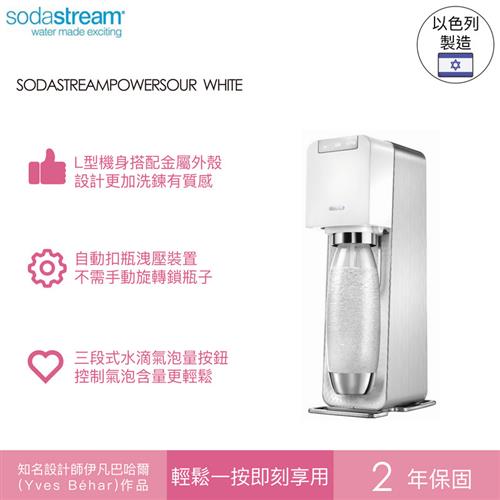 sodastream®
water made exciting
以色列
製造
SODASTREAMPOWERSOUR WHITE
L型機身搭配金屬外殼
設計更加洗鍊有質感
自動扣瓶洩壓裝置
不需手動旋轉鎖瓶子
三段式水滴氣泡量按鈕
控制氣泡含量更輕鬆
知名設計師伊凡巴哈爾
(Yves Béhar)作品
輕鬆一按即刻享用
2 年保固